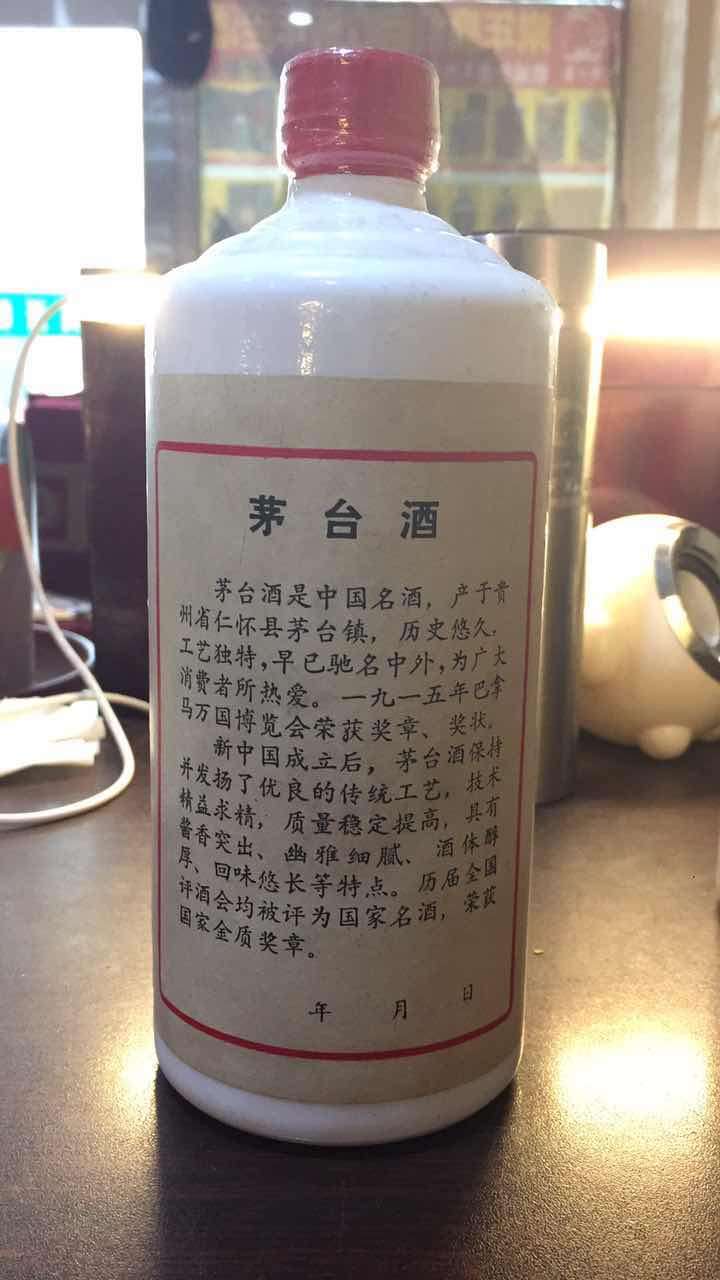 茅台酒
茅台酒是中国名酒，产于贵
州省仁怀县茅台镇，历史悠久，
工艺独特，早已驰名中外，为广大
消费者所热爱。一九一五年巴拿
马万国博览会荣获奖章、奖状。
新中国成立后，茅台酒保持
并发扬了优良的传统工艺，技术
精益求精，质量稳定提高，具有
酱香突出、幽雅细腻、酒体醇
厚、回味悠长等特点。历届全国
评酒会均被评为国家名酒，荣获
国家金质奖章。
年 月 日